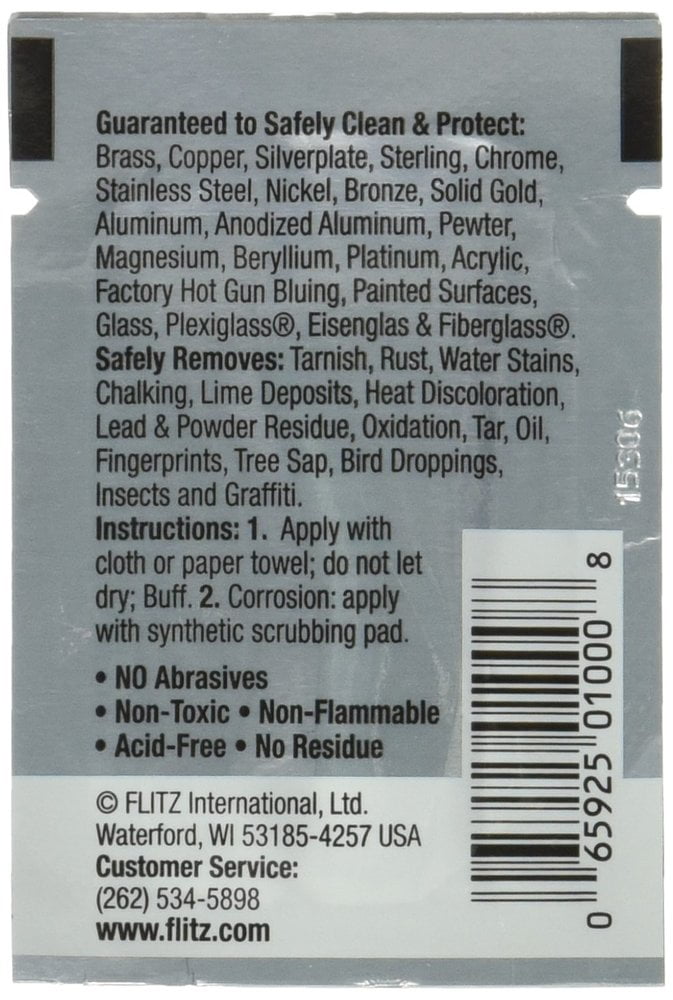 Guaranteed to Safely Clean & Protect:
Brass, Copper, Silverplate, Sterling, Chrome,
Stainless Steel, Nickel, Bronze, Solid Gold,
Aluminum, Anodized Aluminum, Pewter,
Magnesium, Beryllium, Platinum, Acrylic,
Factory Hot Gun Bluing, Painted Surfaces,
Glass, Plexiglass®, Eisenglas & Fiberglass®.
Safely Removes: Tarnish, Rust, Water Stains,
Chalking, Lime Deposits, Heat Discoloration,
Lead & Powder Residue, Oxidation, Tar, Oil,
Fingerprints, Tree Sap, Bird Droppings,
Insects and Graffiti.
Instructions: 1. Apply with
cloth or paper towel; do not let
dry; Buff. 2. Corrosion: apply
with synthetic scrubbing pad.
• NO Abrasives
• Non-Toxic • Non-Flammable
• Acid-Free • No Residue
© FLITZ International, Ltd.
Waterford, WI 53185-4257 USA
Customer Service:
(262) 534-5898
www.flitz.com
0 65925 01000 8
15306